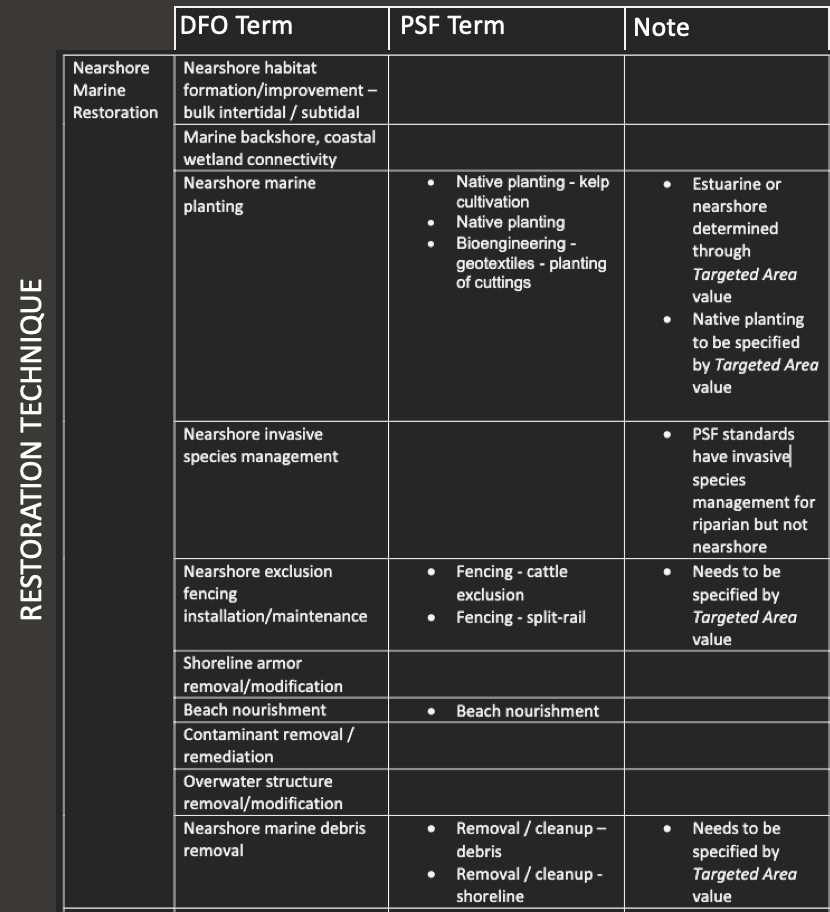 DFO Term
PSF Term
Note
RESTORATION TECHNIQUE
Nearshore
Marine
Restoration
Nearshore habitat
formation/improvement –
bulk intertidal / subtidal
Marine backshore, coastal
wetland connectivity
Nearshore marine
planting
• Native planting - kelp
cultivation
• Native planting
• Bioengineering -
geotextiles - planting
of cuttings
• Estuarine or
nearshore
determined
through
Targeted Area
value
• Native planting
to be specified
by Targeted Area
value
Nearshore invasive
species management
• PSF standards
have invasive
species
management for
riparian but not
nearshore
Nearshore exclusion
fencing
installation/maintenance
• Fencing - cattle
exclusion
• Fencing - split-rail
• Needs to be
specified by
Targeted Area
value
Shoreline armor
removal/modification
Beach nourishment
• Beach nourishment
Contaminant removal /
remediation
Overwater structure
removal/modification
Nearshore marine debris
removal
• Removal / cleanup –
debris
• Removal / cleanup -
shoreline
• Needs to be
specified by
Targeted Area
value